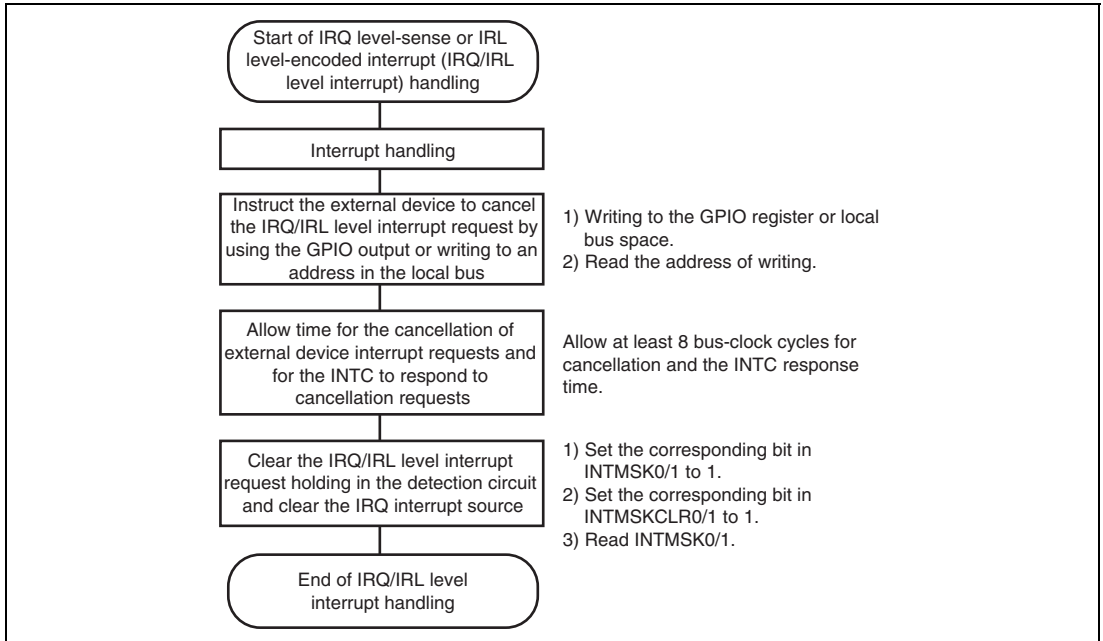 Start of IRQ level-sense or IRL
level-encoded interrupt (IRQ/IRL
level interrupt) handling
Interrupt handling
Instruct the external device to cancel
the IRQ/IRL level interrupt request by
using the GPIO output or writing to an
address in the local bus
1) Writing to the GPIO register or local
bus space.
2) Read the address of writing.
Allow time for the cancellation of
external device interrupt requests and
for the INTC to respond to
cancellation requests
Allow at least 8 bus-clock cycles for
cancellation and the INTC response
time.
Clear the IRQ/IRL level interrupt
request holding in the detection circuit
and clear the IRQ interrupt source
1) Set the corresponding bit in
INTMSK0/1 to 1.
2) Set the corresponding bit in
INTMSKCLR0/1 to 1.
3) Read INTMSK0/1.
End of IRQ/IRL level
interrupt handling